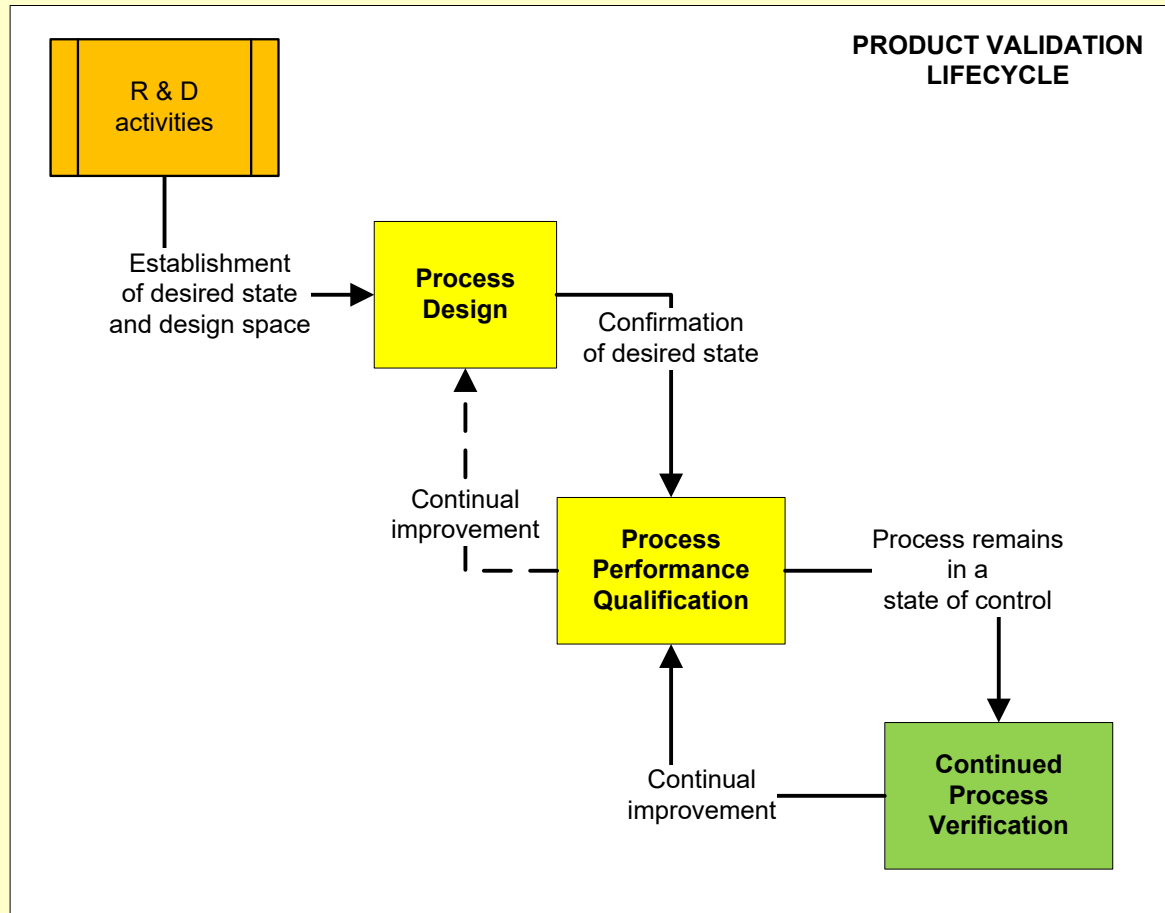 PRODUCT VALIDATION
LIFECYCLE
R & D
activities
Establishment
of desired state
and design space
Process
Design
Confirmation
of desired state
Continual
improvement
Process
Performance
Qualification
Process remains
in a
state of control
Continual
improvement
Continued
Process
Verification